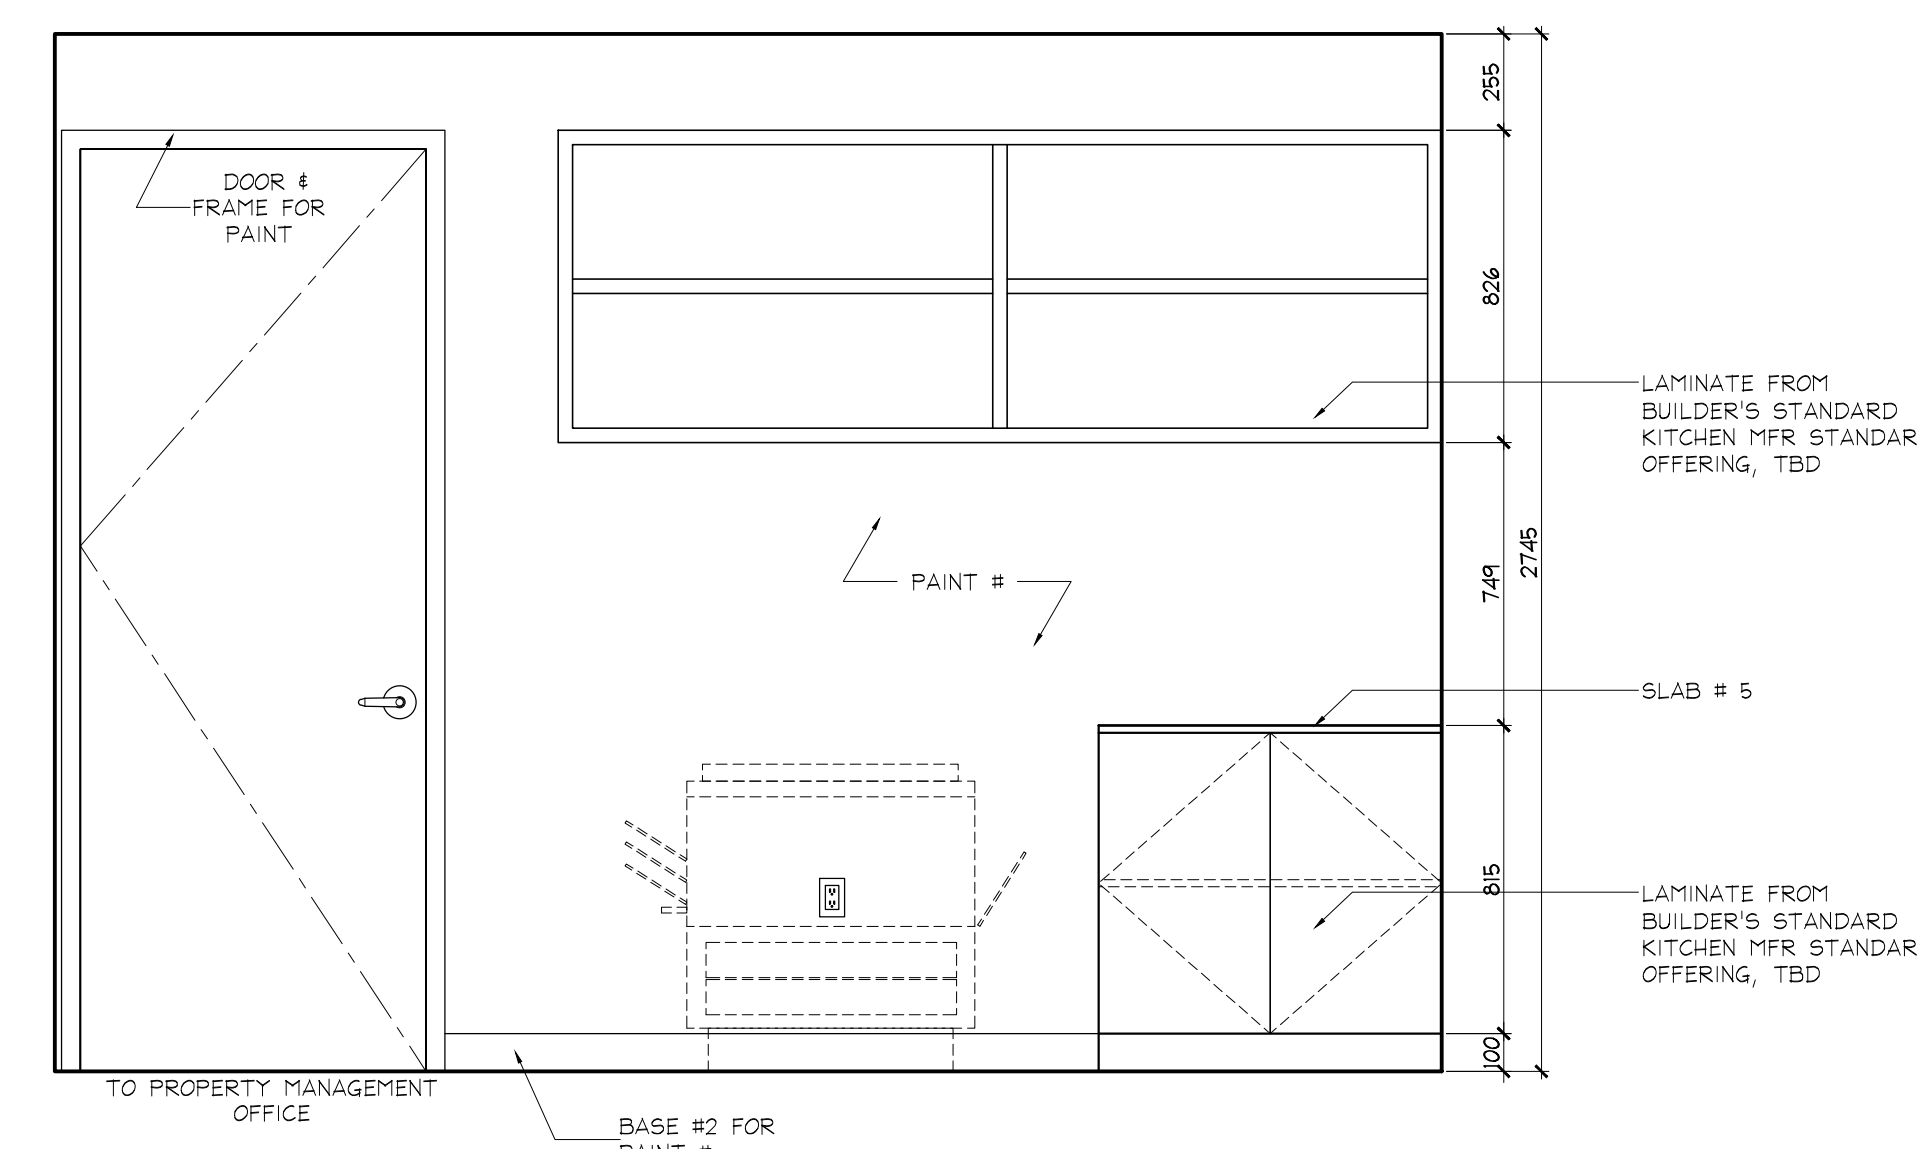 255
DOOR &
FRAME FOR
PAINT
826
LAMINATE FROM
BUILDER'S STANDARD
KITCHEN MFR STANDAR
OFFERING, TBD
749
2745
PAINT #
SLAB # 5
815
LAMINATE FROM
BUILDER'S STANDARD
KITCHEN MFR STANDAR
OFFERING, TBD
100
TO PROPERTY MANAGEMENT
OFFICE
BASE #2 FOR
PAINT #